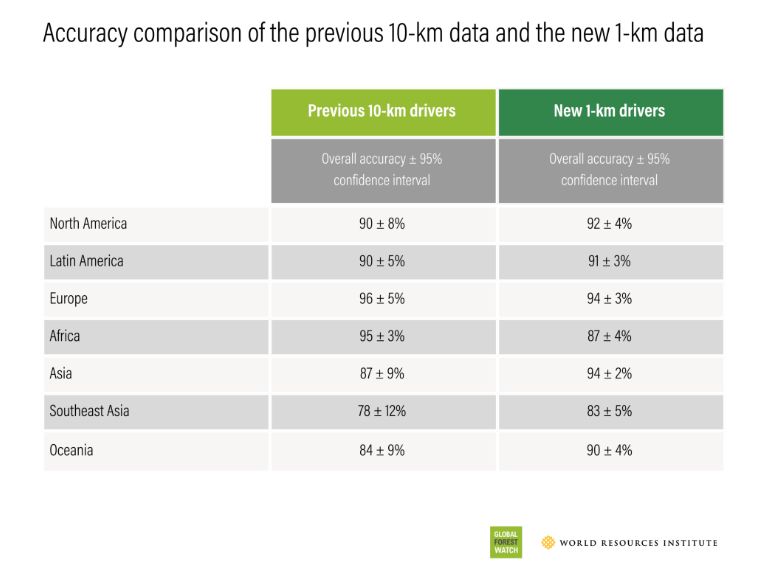 Accuracy comparison of the previous 10-km data and the new 1-km data
Previous 10-km drivers New 1-km drivers
Overall accuracy ± 95% Overall accuracy ± 95%
confidence interval confidence interval
North America 90 ± 8% 92 ± 4%
Latin America 90 ± 5% 91 ± 3%
Europe 96 ± 5% 94 ± 3%
Africa 95 ± 3% 87 ± 4%
Asia 87 ± 9% 94 ± 2%
Southeast Asia 78 ± 12% 83 ± 5%
Oceania 84 ± 9% 90 ± 4%
GLOBAL
FOREST
WATCH
WORLD RESOURCES INSTITUTE